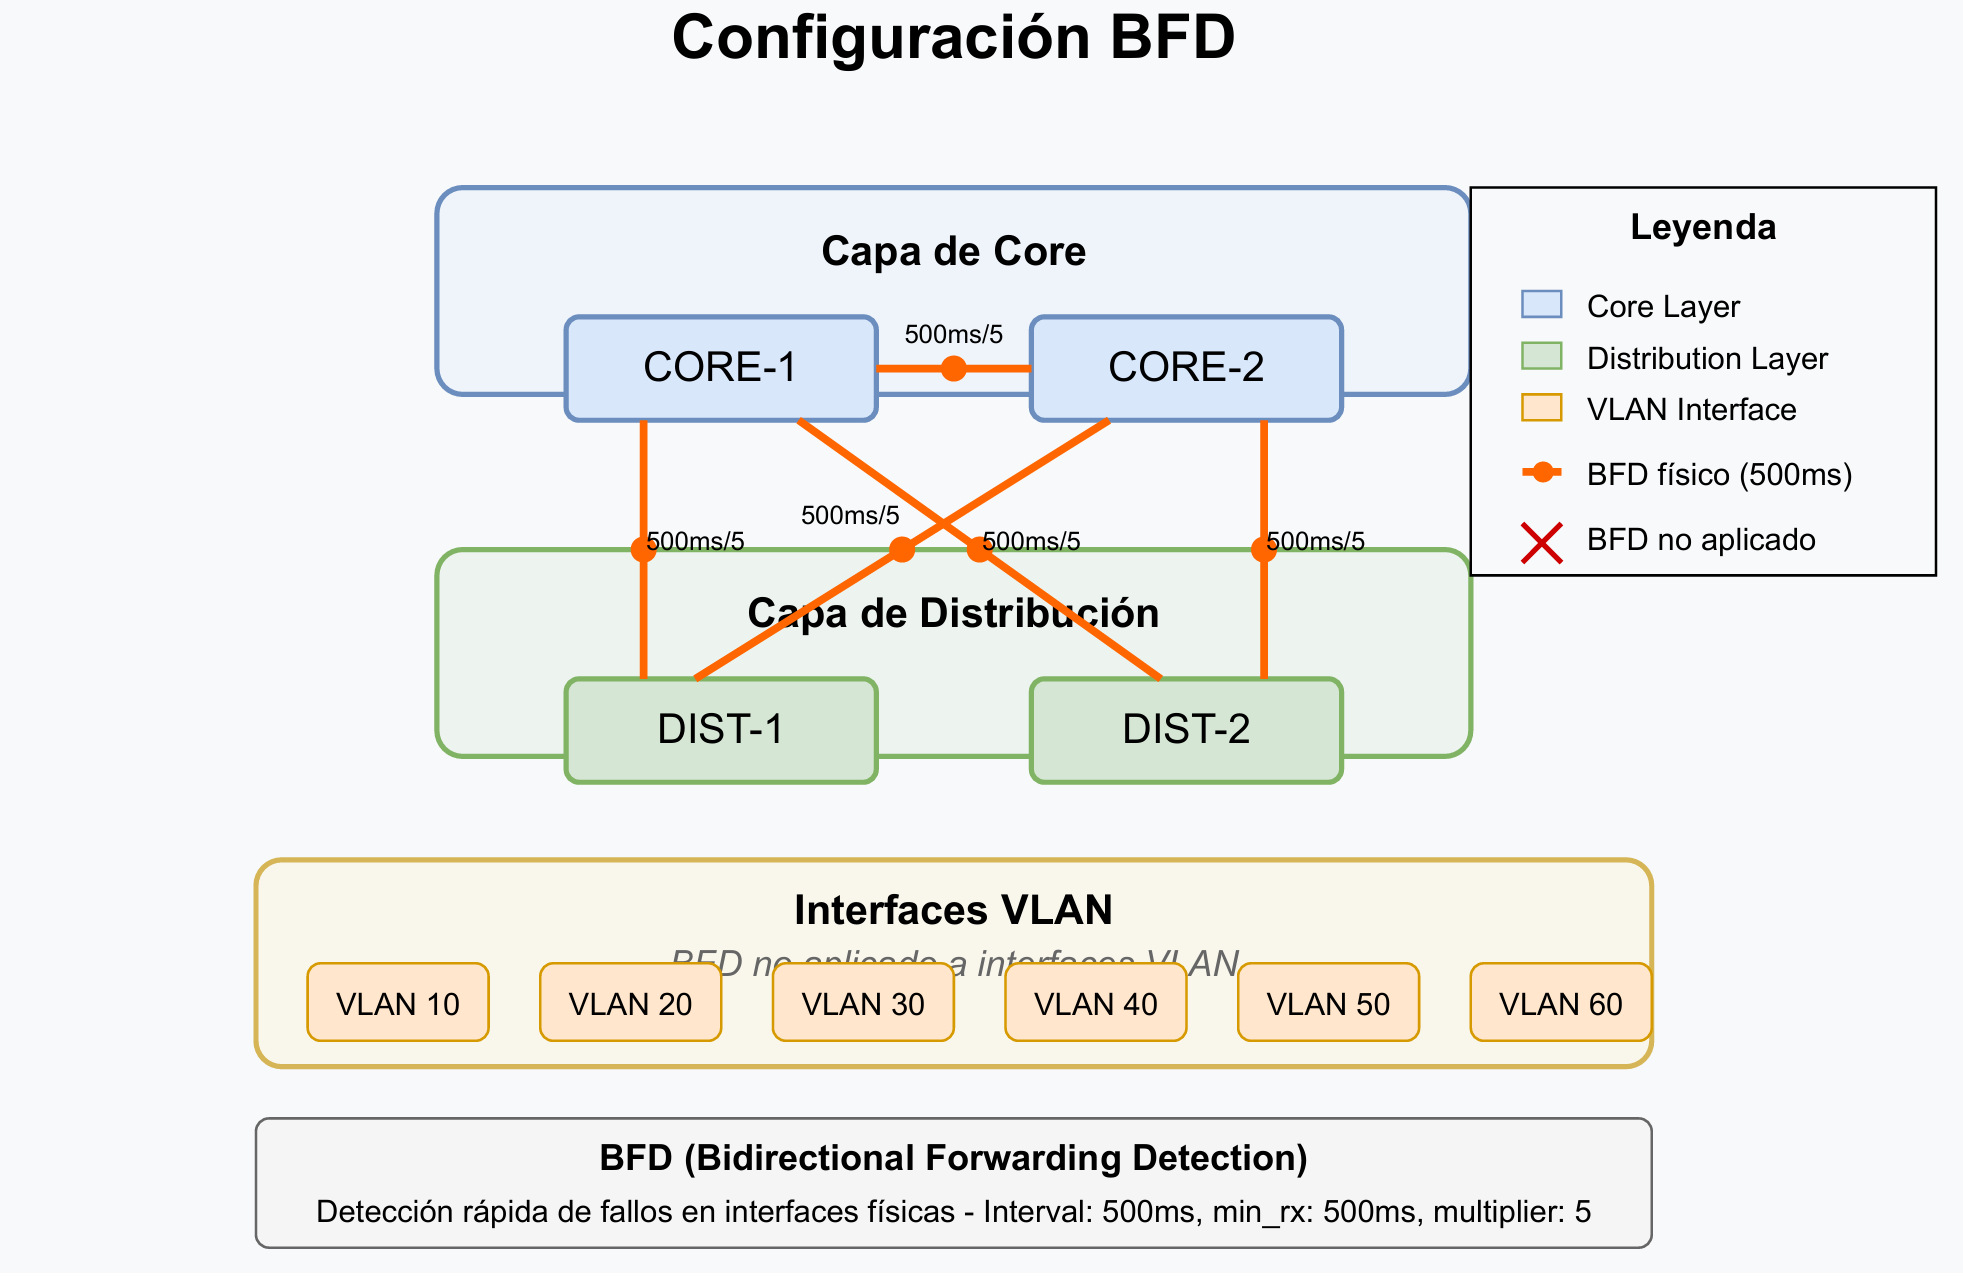 Configuración BFD
Capa de Core
Leyenda
Core Layer
Distribution Layer
VLAN Interface
BFD físico (500ms)
BFD no aplicado
500ms/5
CORE-1
CORE-2
500ms/5
500ms/5
500ms/5
500ms/5
Capa de Distribución
DIST-1
DIST-2
Interfaces VLAN
BFD no aplicado a interfaces VLAN
VLAN 10
VLAN 20
VLAN 30
VLAN 40
VLAN 50
VLAN 60
BFD (Bidirectional Forwarding Detection)
Detección rápida de fallos en interfaces físicas - Interval: 500ms, min_rx: 500ms, multiplier: 5